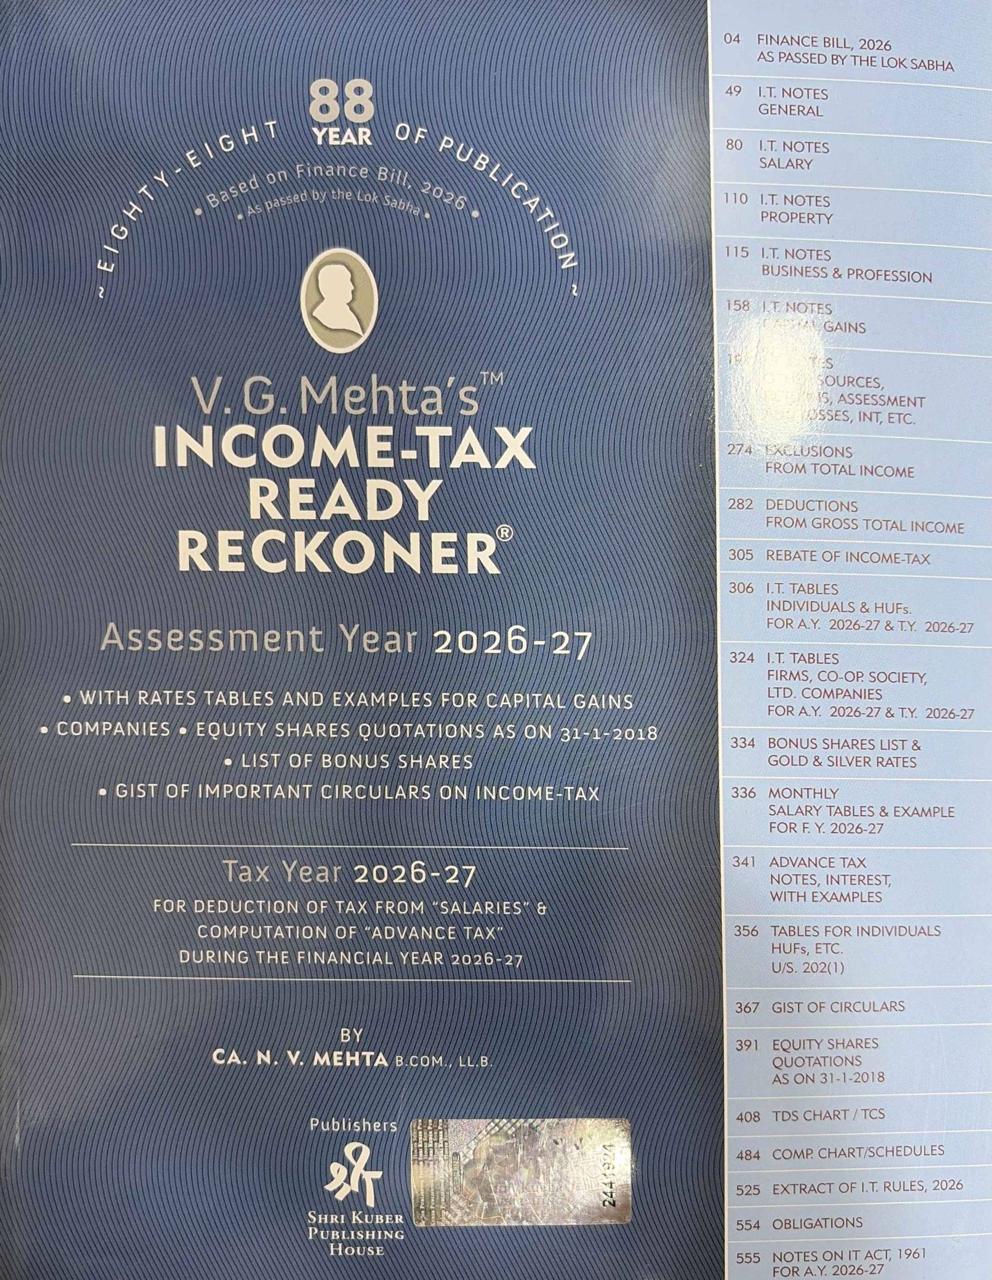 88
YEAR
~ EIGHTY-EIGHT OF PUBLICATION ~
• Based on Finance Bill, 2026 •
• As passed by the Lok Sabha •
V. G. Mehta's™
INCOME-TAX
READY
RECKONER®
Assessment Year 2026-27
• WITH RATES TABLES AND EXAMPLES FOR CAPITAL GAINS
• COMPANIES • EQUITY SHARES QUOTATIONS AS ON 31-1-2018
• LIST OF BONUS SHARES
• GIST OF IMPORTANT CIRCULARS ON INCOME-TAX
Tax Year 2026-27
FOR DEDUCTION OF TAX FROM “SALARIES” &
COMPUTATION OF “ADVANCE TAX”
DURING THE FINANCIAL YEAR 2026-27
BY
CA. N. V. MEHTA B.COM., LL.B.
Publishers
SHRI KUBER
PUBLISHING
HOUSE
2441924
04 FINANCE BILL, 2026
AS PASSED BY THE LOK SABHA
49 I.T. NOTES
GENERAL
80 I.T. NOTES
SALARY
110 I.T. NOTES
PROPERTY
115 I.T. NOTES
BUSINESS & PROFESSION
158 I.T. NOTES
GAINS
SOURCES,
ASSESSMENT
INT, ETC.
274 EXCLUSIONS
FROM TOTAL INCOME
282 DEDUCTIONS
FROM GROSS TOTAL INCOME
305 REBATE OF INCOME-TAX
306 I.T. TABLES
INDIVIDUALS & HUFs.
FOR A.Y. 2026-27 & T.Y. 2026-27
324 I.T. TABLES
FIRMS, CO-OP. SOCIETY,
LTD. COMPANIES
FOR A.Y. 2026-27 & T.Y. 2026-27
334 BONUS SHARES LIST &
GOLD & SILVER RATES
336 MONTHLY
SALARY TABLES & EXAMPLE
FOR F. Y. 2026-27
341 ADVANCE TAX
NOTES, INTEREST,
WITH EXAMPLES
356 TABLES FOR INDIVIDUALS
HUFs, ETC.
U/S. 202(1)
367 GIST OF CIRCULARS
391 EQUITY SHARES
QUOTATIONS
AS ON 31-1-2018
408 TDS CHART / TCS
484 COMP. CHART/SCHEDULES
525 EXTRACT OF I.T. RULES, 2026
554 OBLIGATIONS
555 NOTES ON IT ACT, 1961
FOR A.Y. 2026-27